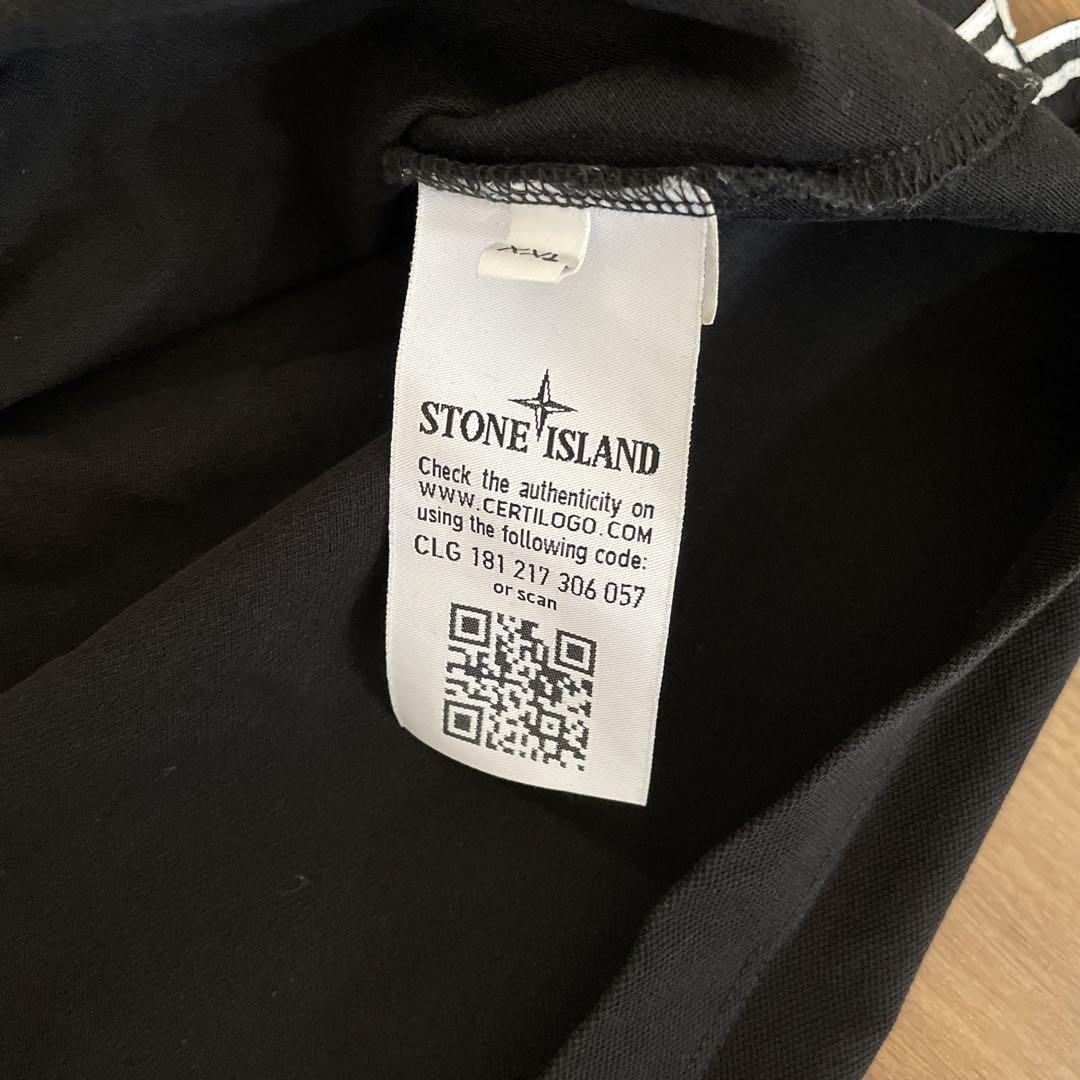 STONE ISLAND
Check the authenticity on
WWW.CERTILOGO.COM
using the following code:
CLG 181 217 306 057
or scan